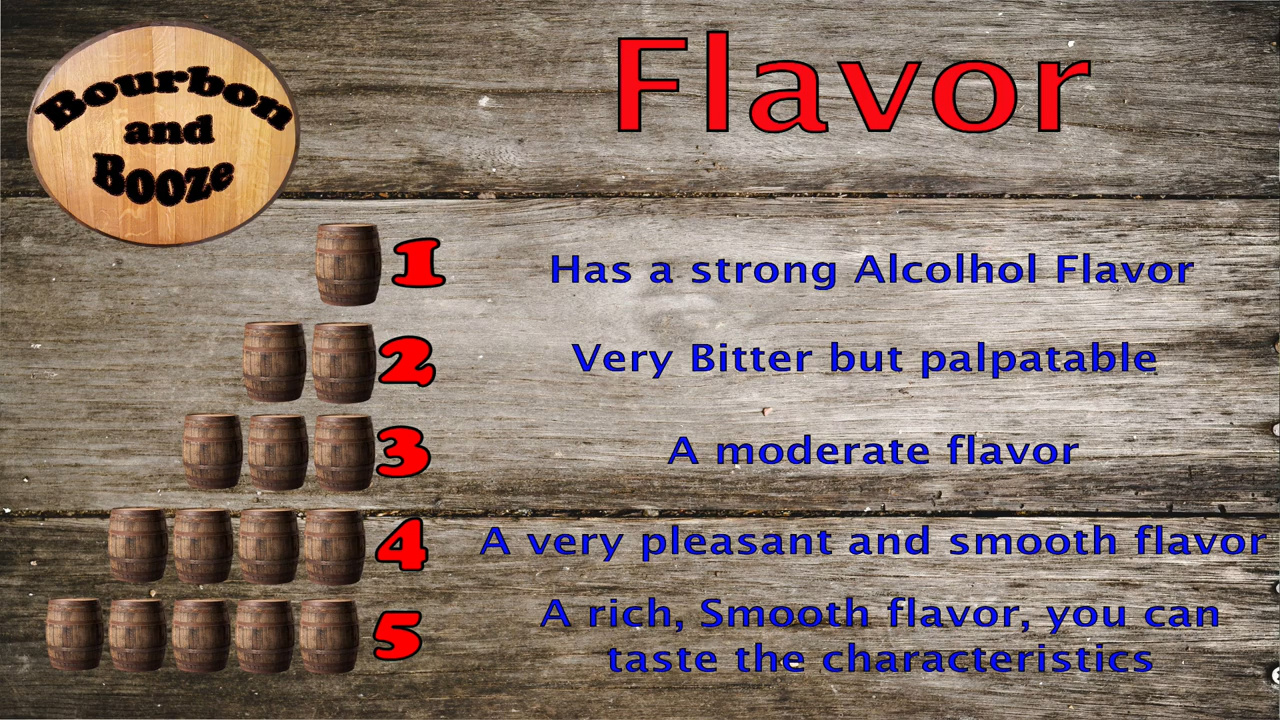 Flavor
Bourbon
and
Booze
1 Has a strong Alcolhol Flavor
2 Very Bitter but palpatable
3 A moderate flavor
4 A very pleasant and smooth flavor
5 A rich, Smooth flavor, you can
taste the characteristics